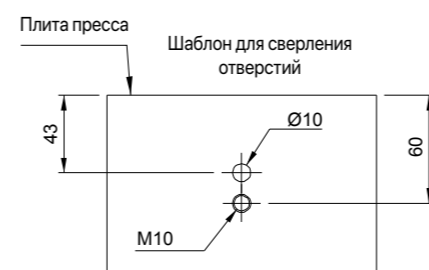 Плита пресса
Шаблон для сверления
отверстий
43
Ø10
60
M10